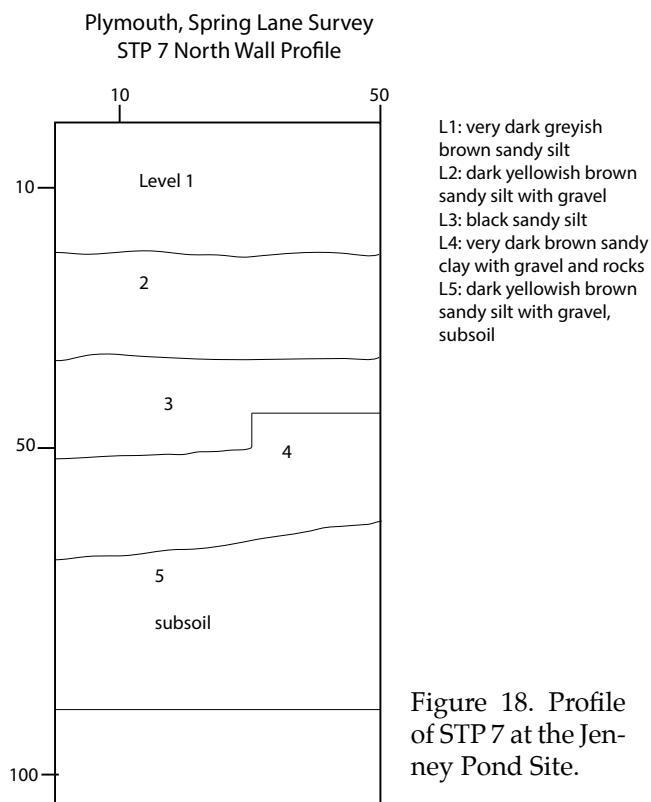 Plymouth, Spring Lane Survey
STP 7 North Wall Profile
10 50
L1: very dark greyish
brown sandy silt
L2: dark yellowish brown
sandy silt with gravel
L3: black sandy silt
L4: very dark brown sandy
clay with gravel and rocks
L5: dark yellowish brown
sandy silt with gravel,
subsoil
10
Level 1
2
3
50
4
5
subsoil
100
Figure 18. Profile
of STP 7 at the Jen-
ney Pond Site.